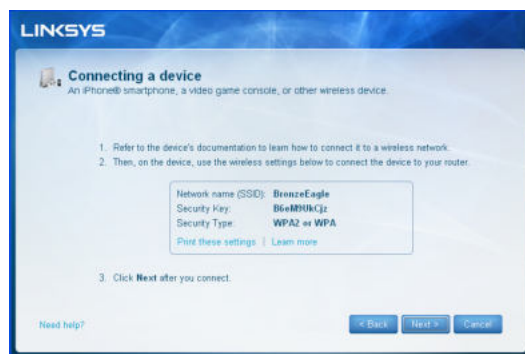 LINKSYS
Connecting a device
An iPhone® smartphone, a video game console, or other wireless device.
1. Refer to the device's documentation to learn how to connect it to a wireless network.
2. Then, on the device, use the wireless settings below to connect the device to your router.
Network name (SSID): BronzeEagle
Security Key: B6eM9UkCjz
Security Type: WPA2 or WPA
Print these settings | Learn more
3. Click Next after you connect.
Need help?
< Back Next > Cancel